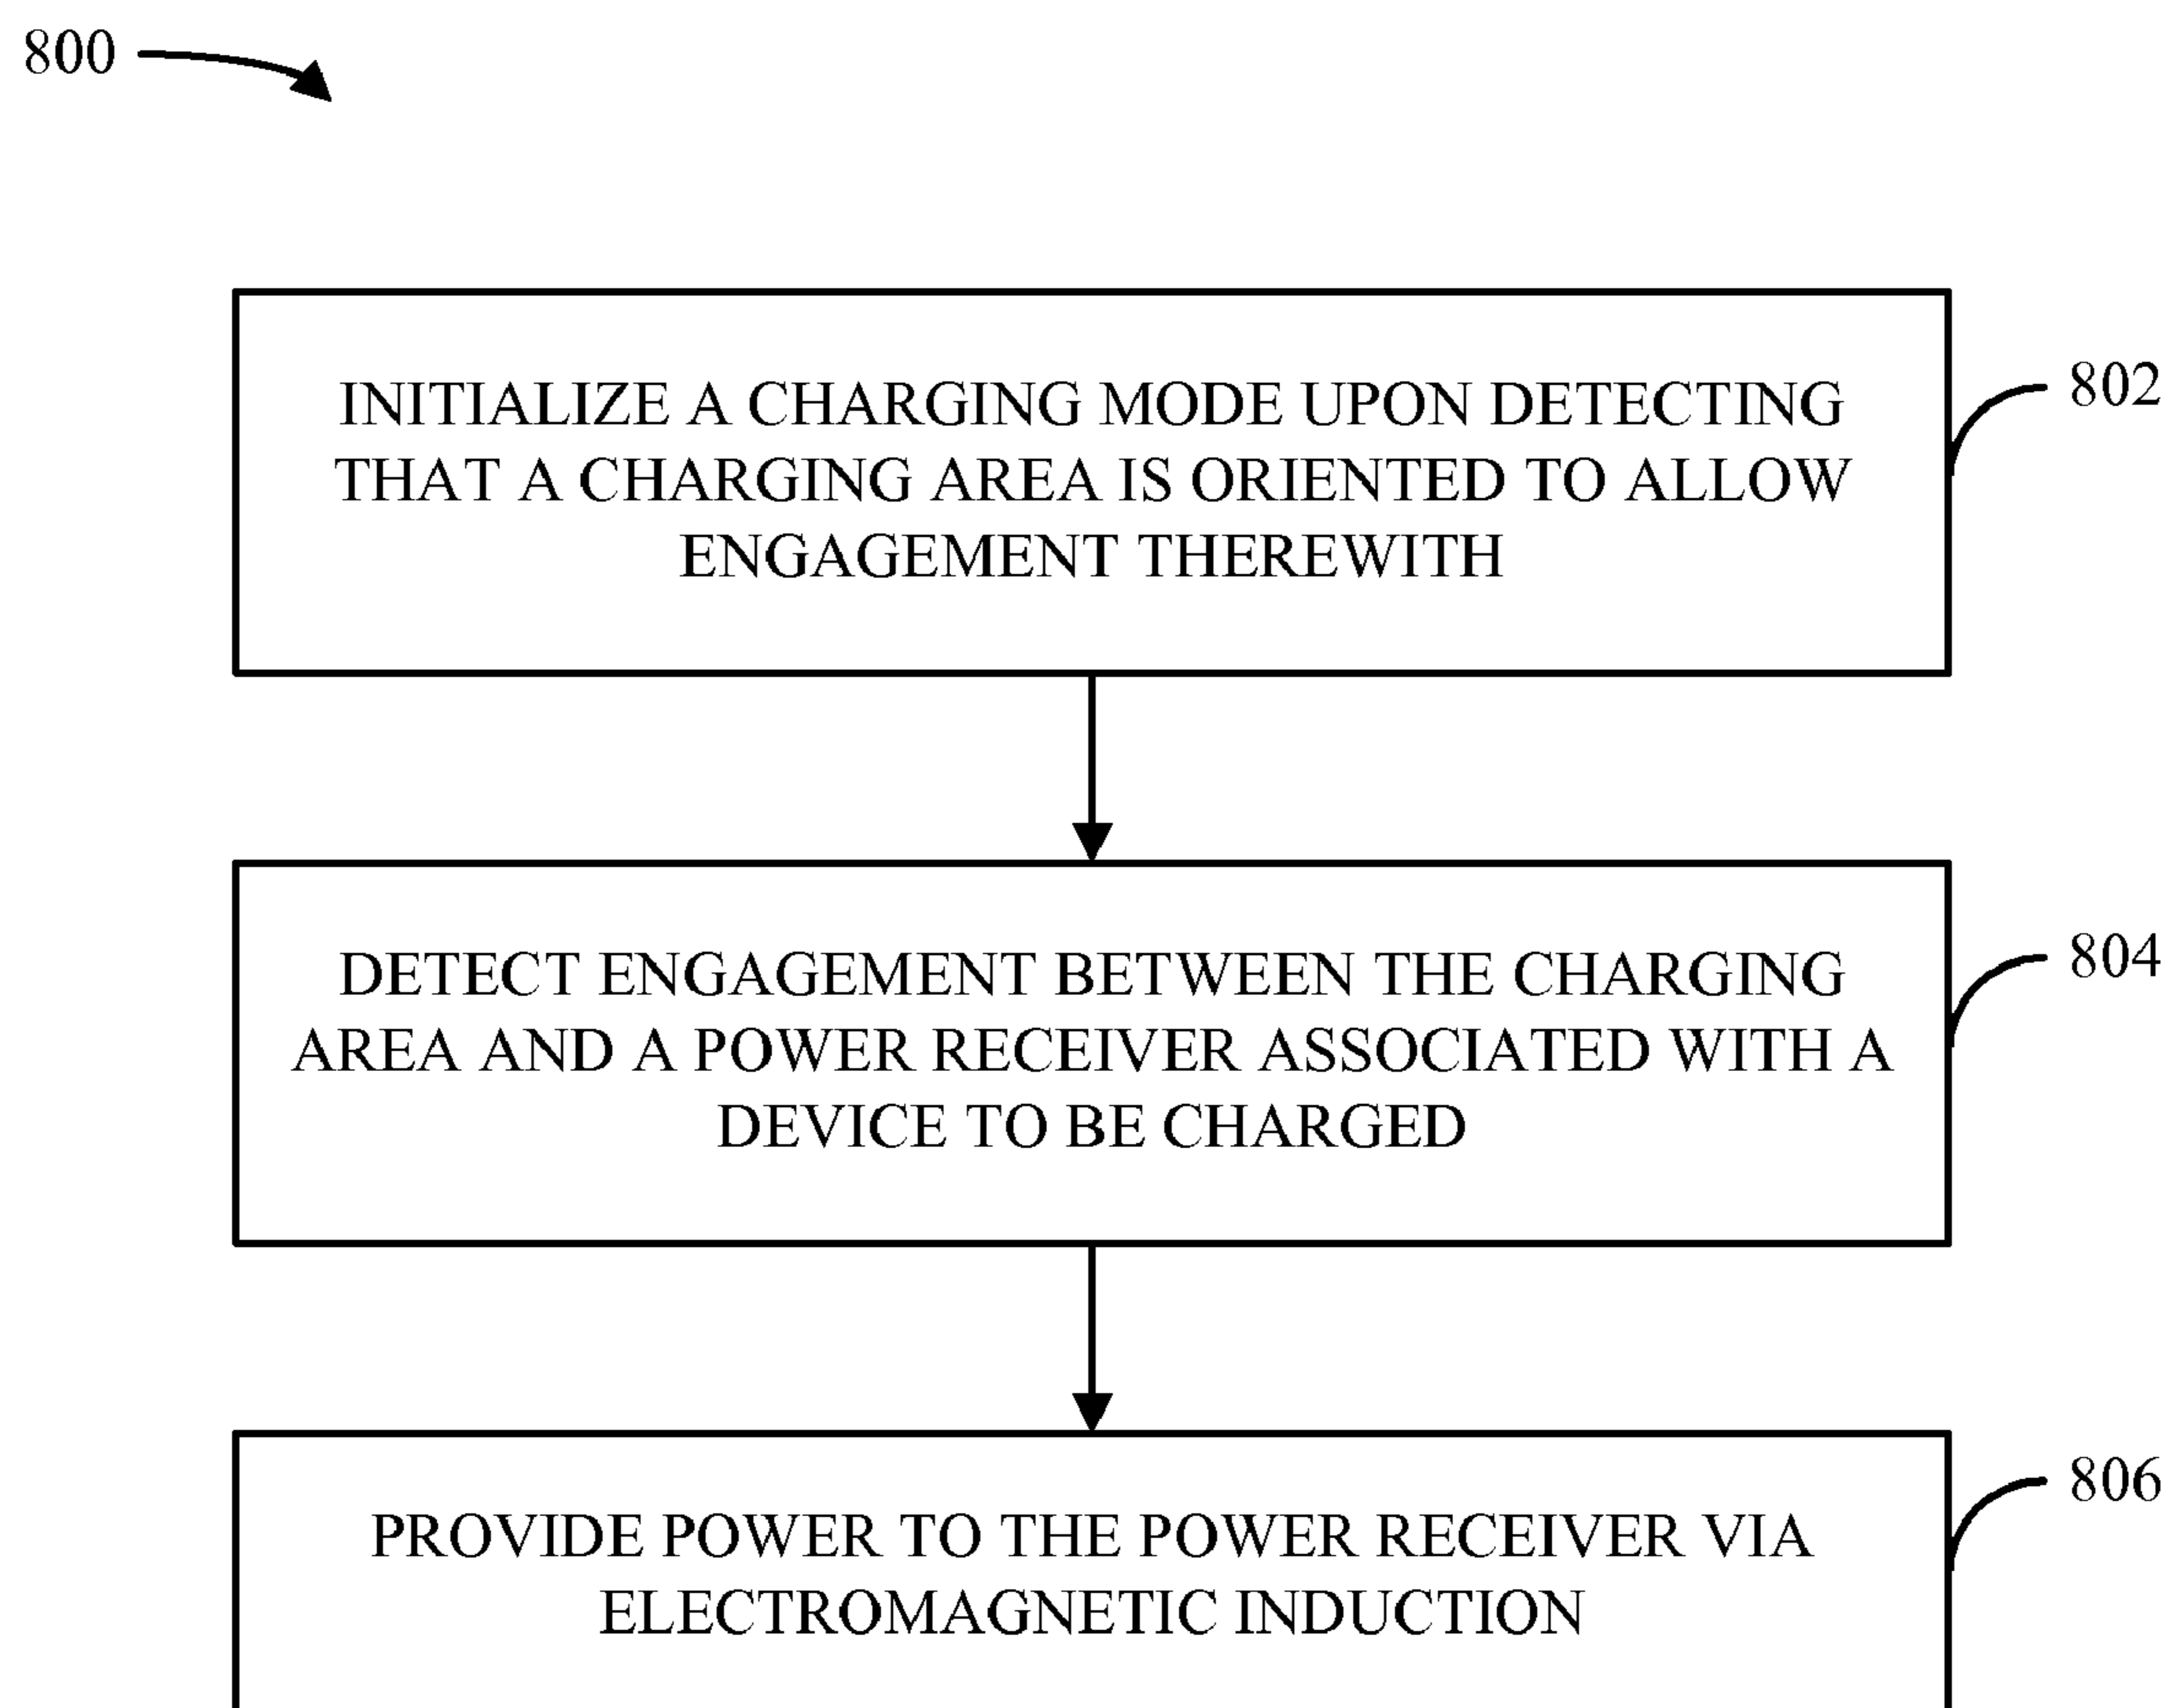 800
INITIALIZE A CHARGING MODE UPON DETECTING
THAT A CHARGING AREA IS ORIENTED TO ALLOW
ENGAGEMENT THEREWITH
802
DETECT ENGAGEMENT BETWEEN THE CHARGING
AREA AND A POWER RECEIVER ASSOCIATED WITH A
DEVICE TO BE CHARGED
804
PROVIDE POWER TO THE POWER RECEIVER VIA
ELECTROMAGNETIC INDUCTION
806